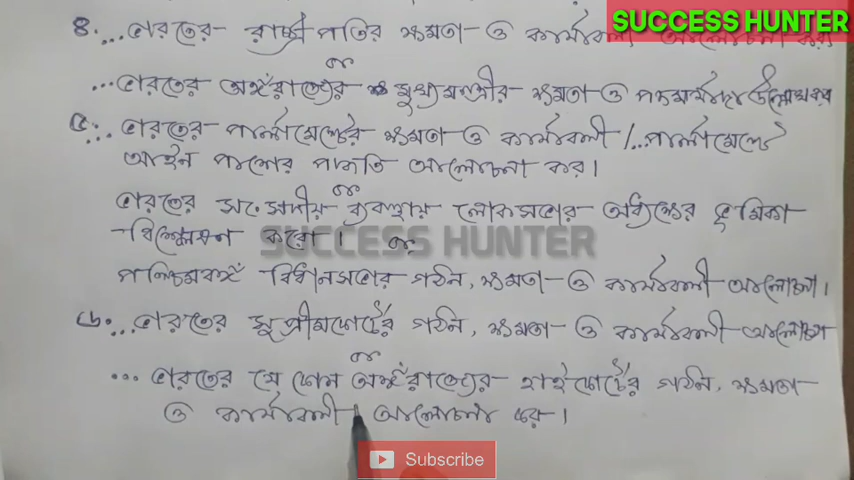 SUCCESS HUNTER
৪... ভারতের রাষ্ট্রপতির ক্ষমতা ও কার্যাবলী আলোচনা কর
অথবা
...ভারতের অঙ্গরাজ্যের মুখ্যমন্ত্রীর ক্ষমতা ও পদমর্যাদা উল্লেখ কর
৫... ভারতের পার্লামেন্টের ক্ষমতা ও কার্যাবলী /.. পার্লামেন্টে
আইন পাশের পদ্ধতি আলোচনা কর।
অথবা
ভারতের সংসদীয় ব্যবস্থায় লোকসভার অধ্যক্ষের ভূমিকা
বিশ্লেষণ করো।
SUCCESS HUNTER
অথবা
পশ্চিমবঙ্গ বিধানসভার গঠন, ক্ষমতা ও কার্যাবলী আলোচনা।
৬... ভারতের সুপ্রীমকোর্টের গঠন, ক্ষমতা ও কার্যাবলী আলোচনা
অথবা
... ভারতের যে কোন অঙ্গরাজ্যের হাইকোর্টের গঠন, ক্ষমতা
ও কার্যাবলী আলোচনা কর।
Subscribe